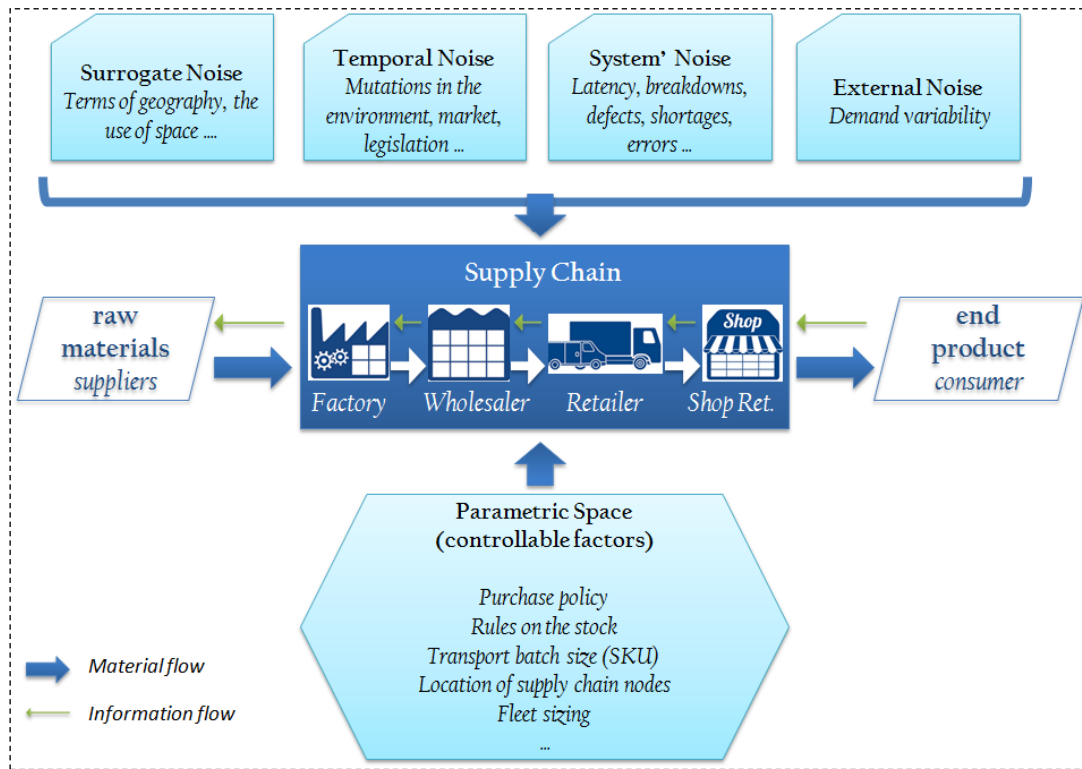 Surrogate Noise
Terms of geography, the
use of space ....
Temporal Noise
Mutations in the
environment, market,
legislation ...
System' Noise
Latency, breakdowns,
defects, shortages,
errors ...
External Noise
Demand variability
Supply Chain
raw
materials
suppliers
Shop
Factory
Wholesaler
Retailer
Shop Ret.
end
product
consumer
Parametric Space
(controllable factors)
Purchase policy
Rules on the stock
Transport batch size (SKU)
Location of supply chain nodes
Fleet sizing
...
Material flow
Information flow